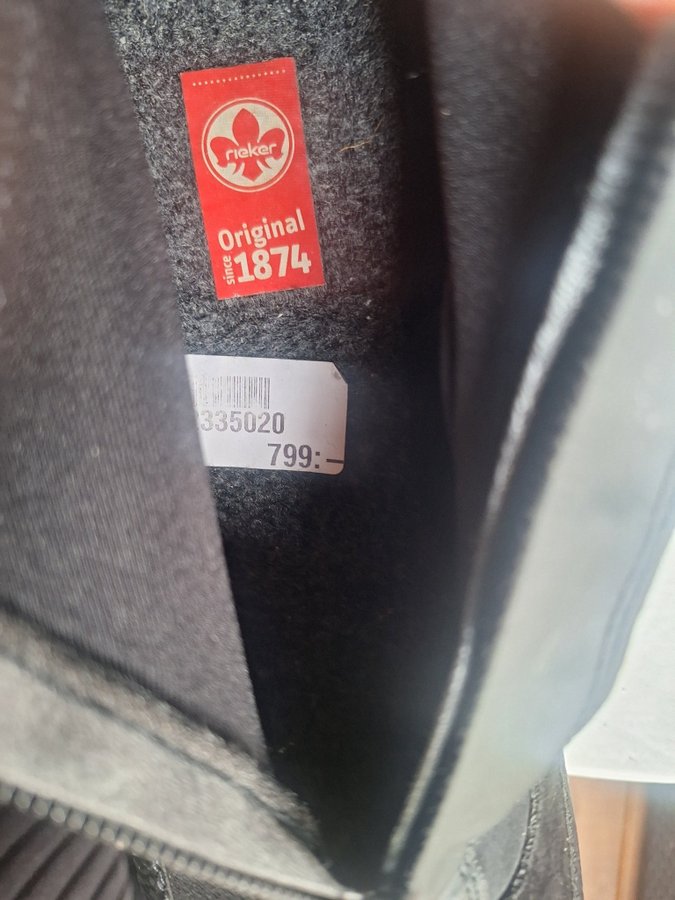 rieker
Original
since 1874
335020
799:-